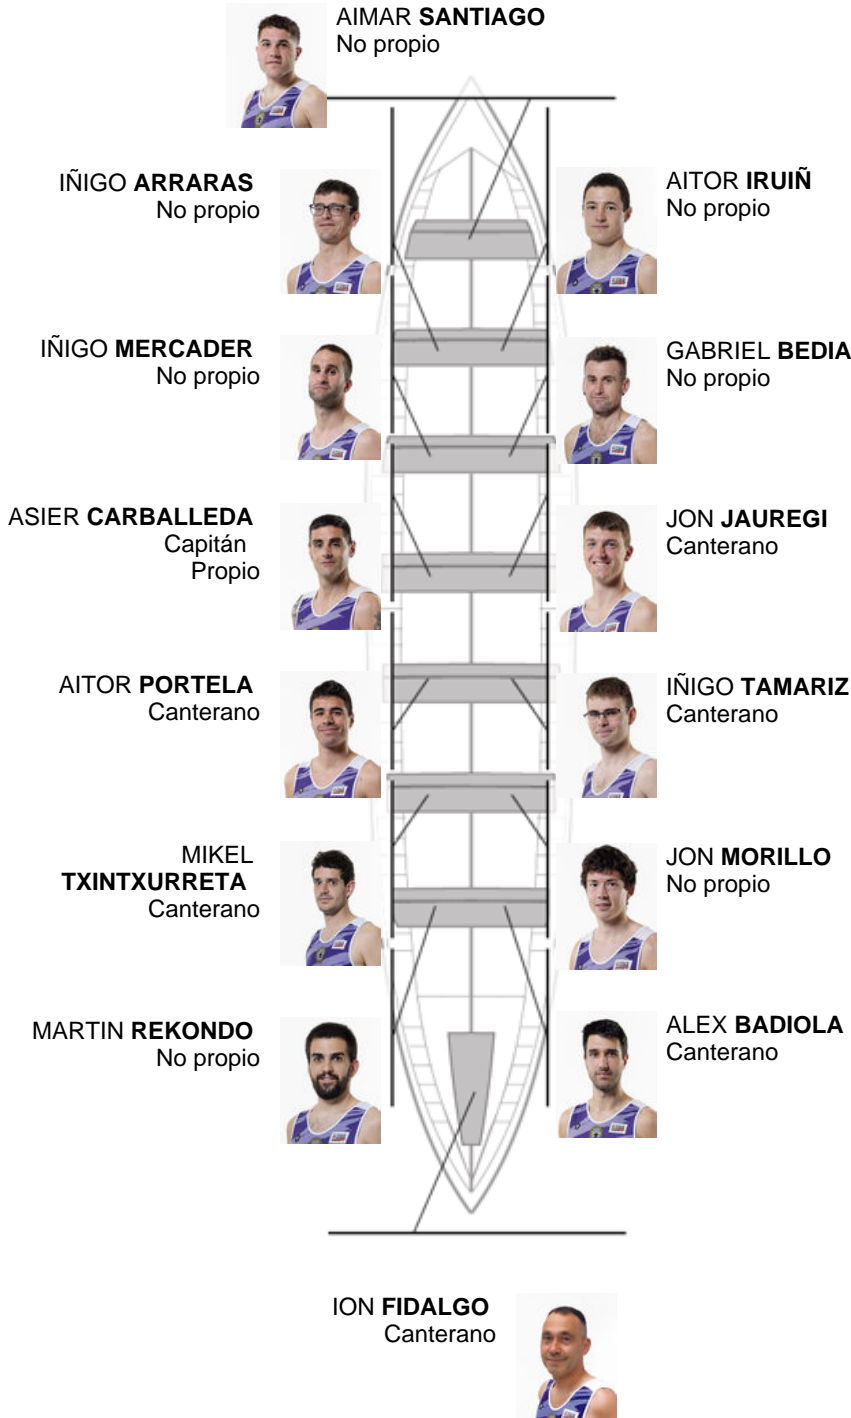 AIMAR SANTIAGO
No propio
IÑIGO ARRARAS
No propio
AITOR IRUIÑ
No propio
IÑIGO MERCADER
No propio
GABRIEL BEDIA
No propio
ASIER CARBALLEDA
Capitán
Propio
JON JAUREGI
Canterano
AITOR PORTELA
Canterano
IÑIGO TAMARIZ
Canterano
MIKEL
TXINTXURRETA
Canterano
JON MORILLO
No propio
MARTIN REKONDO
No propio
ALEX BADIOLA
Canterano
ION FIDALGO
Canterano